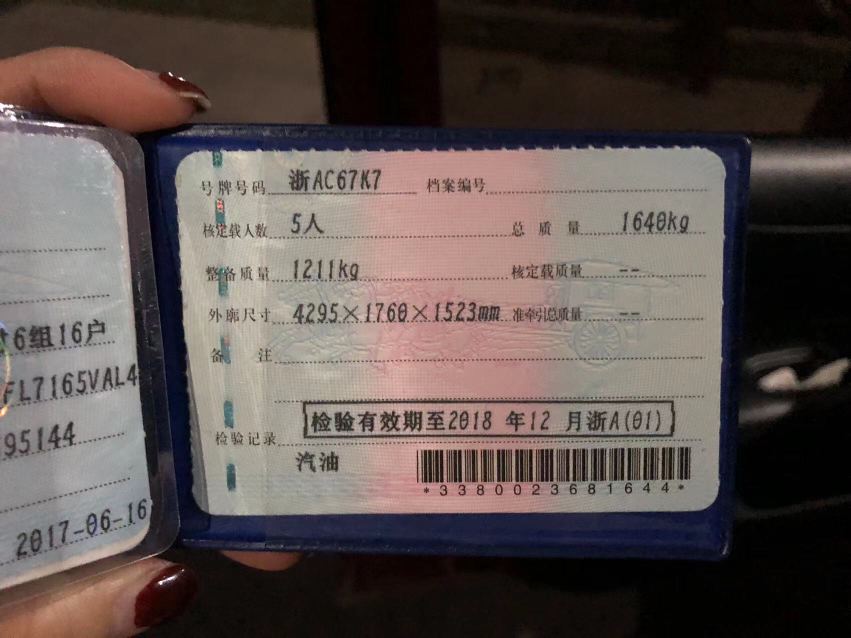 6组16户
FL7165VAL4
95144
2017-06-16
号牌号码 浙AC67K7 档案编号
核定载人数 5人 总质量 1640kg
整备质量 1211kg 核定载质量 --
外廓尺寸 4295×1760×1523mm 准牵引总质量 --
备注
检验记录 检验有效期至2018 年12 月浙A(01)
汽油
*3380023681644*